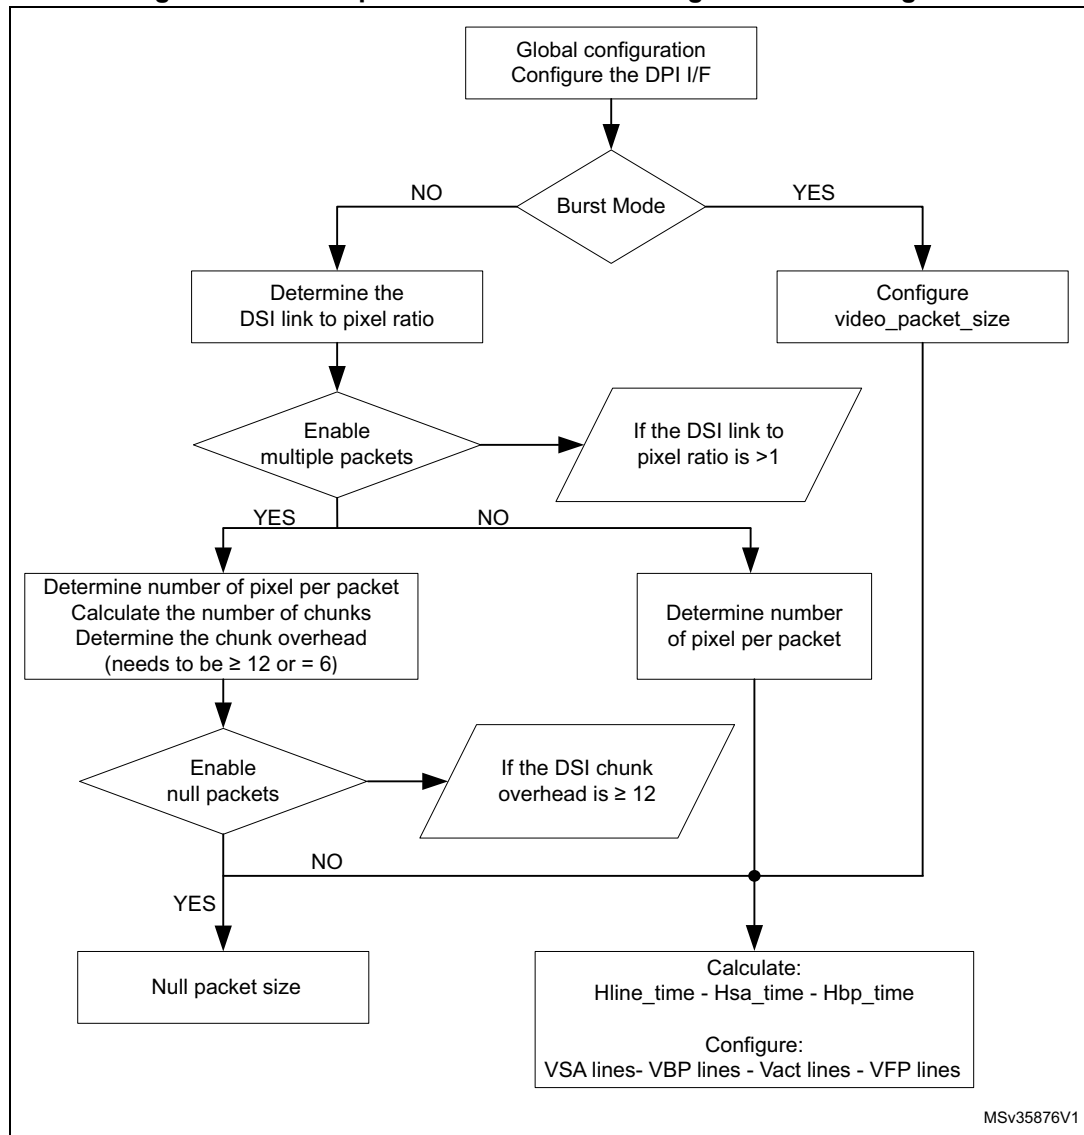 Global configuration
Configure the DPI I/F
NO
YES
Burst Mode
Determine the
DSI link to pixel ratio
Configure
video_packet_size
Enable
multiple packets
If the DSI link to
pixel ratio is >1
YES
NO
Determine number of pixel per packet
Calculate the number of chunks
Determine the chunk overhead
(needs to be ≥ 12 or = 6)
Determine number
of pixel per packet
Enable
null packets
If the DSI chunk
overhead is ≥ 12
NO
YES
Null packet size
Calculate:
Hline_time - Hsa_time - Hbp_time
Configure:
VSA lines- VBP lines - Vact lines - VFP lines
MSv35876V1